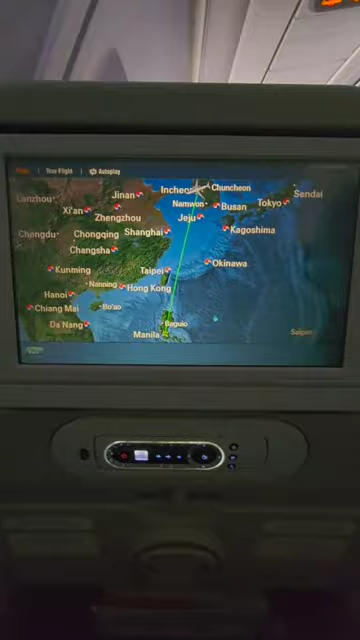 Your Flight
Autoplay
Lanzhou
Jinan
Incheon
Chuncheon
Sendai
Xi'an
Namwon
Busan
Tokyo
Zhengzhou
Jeju
Chengdu
Chongqing
Shanghai
Kagoshima
Changsha
Kunming
Taipei
Okinawa
Nanning
Hong Kong
Hanoi
Chiang Mai
Bo'ao
Da Nang
Baguio
Manila
Saipan